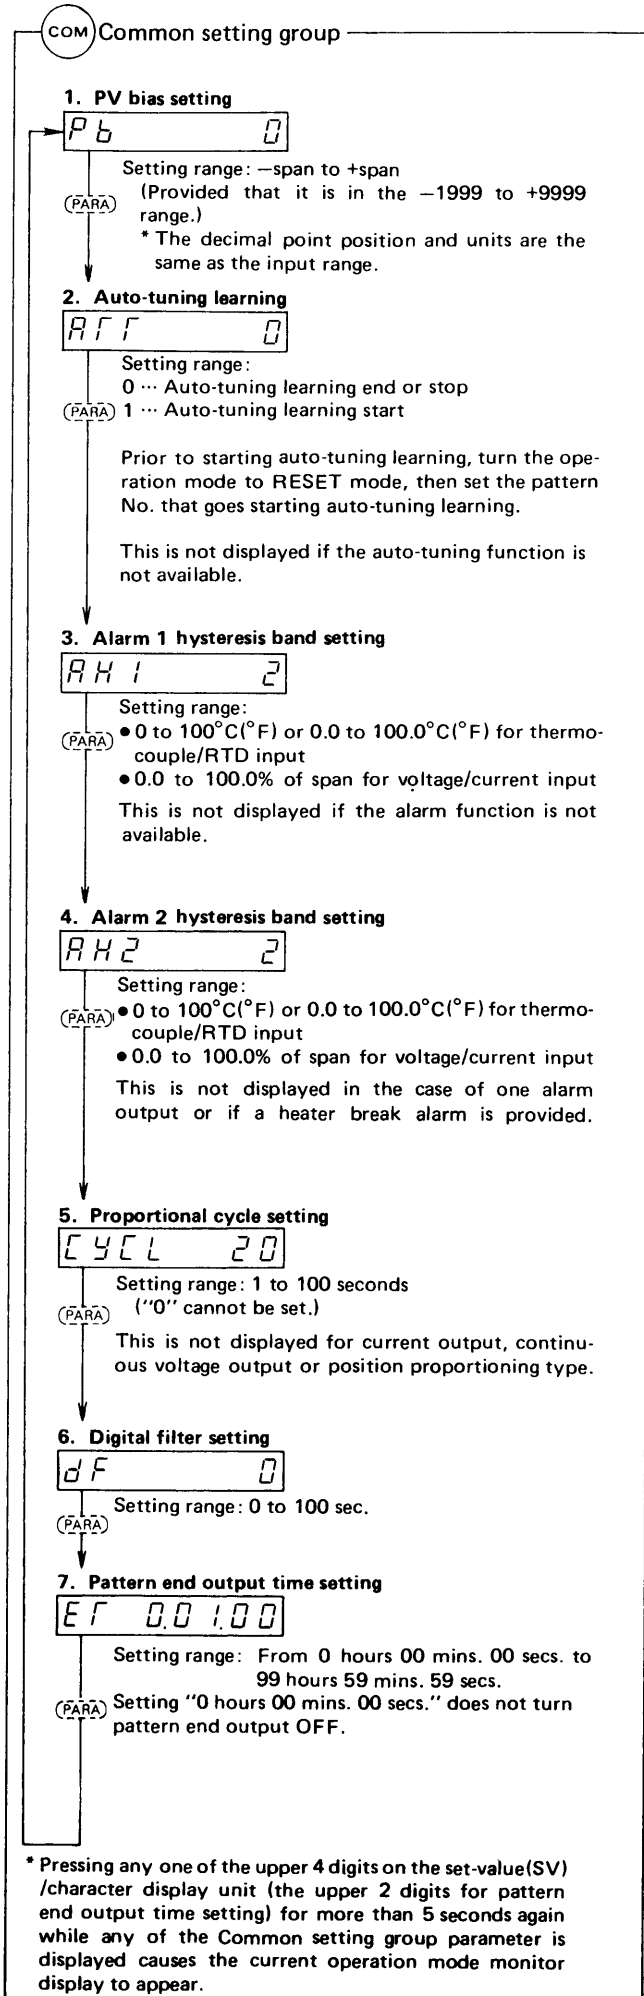 COM Common setting group
1. PV bias setting
Pb 0
Setting range: —span to +span
(PARA) (Provided that it is in the —1999 to +9999
range.)
* The decimal point position and units are the
same as the input range.
2. Auto-tuning learning
ATT 0
Setting range:
0 ··· Auto-tuning learning end or stop
(PARA) 1 ··· Auto-tuning learning start
Prior to starting auto-tuning learning, turn the ope-
ration mode to RESET mode, then set the pattern
No. that goes starting auto-tuning learning.
This is not displayed if the auto-tuning function is
not available.
3. Alarm 1 hysteresis band setting
AH1 2
Setting range:
(PARA) ● 0 to 100°C(°F) or 0.0 to 100.0°C(°F) for thermo-
couple/RTD input
● 0.0 to 100.0% of span for voltage/current input
This is not displayed if the alarm function is not
available.
4. Alarm 2 hysteresis band setting
AH2 2
Setting range:
(PARA) ● 0 to 100°C(°F) or 0.0 to 100.0°C(°F) for thermo-
couple/RTD input
● 0.0 to 100.0% of span for voltage/current input
This is not displayed in the case of one alarm
output or if a heater break alarm is provided.
5. Proportional cycle setting
CYCL 20
Setting range: 1 to 100 seconds
(PARA) ("0" cannot be set.)
This is not displayed for current output, continu-
ous voltage output or position proportioning type.
6. Digital filter setting
dF 0
Setting range: 0 to 100 sec.
(PARA)
7. Pattern end output time setting
ET 0.01.00
Setting range: From 0 hours 00 mins. 00 secs. to
99 hours 59 mins. 59 secs.
(PARA) Setting "0 hours 00 mins. 00 secs." does not turn
pattern end output OFF.
* Pressing any one of the upper 4 digits on the set-value(SV)
/character display unit (the upper 2 digits for pattern
end output time setting) for more than 5 seconds again
while any of the Common setting group parameter is
displayed causes the current operation mode monitor
display to appear.